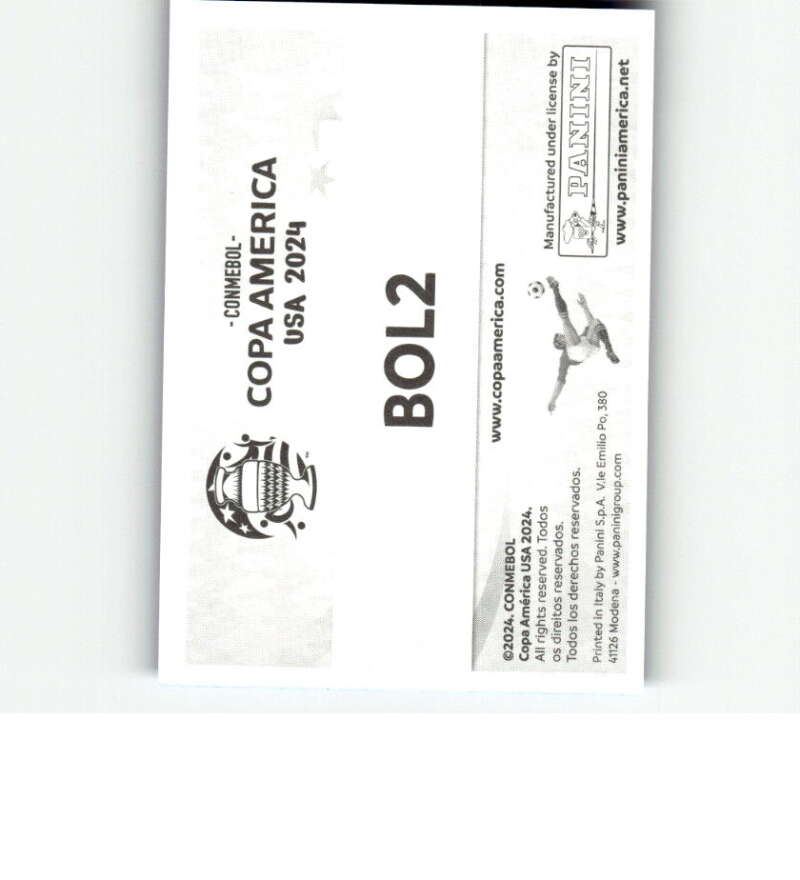 - CONMEBOL -
COPA AMERICA
USA 2024
TM
BOL2
www.copaamerica.com
©2024. CONMEBOL
Copa América USA 2024.
All rights reserved. Todos
os direitos reservados.
Todos los derechos reservados.
Printed in Italy by Panini S.p.A. V.le Emilio Po, 380
41126 Modena - www.paninigroup.com
Manufactured under license by
PANINI
www.paniniamerica.net